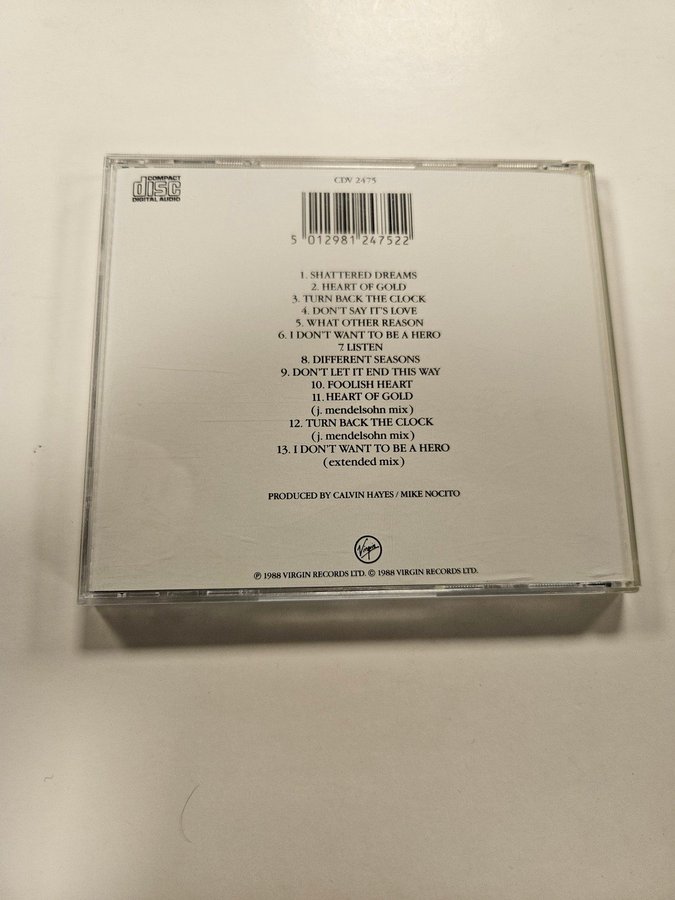 COMPACT
disc
DIGITAL AUDIO
CDV 2475
5 012981 247522
1. SHATTERED DREAMS
2. HEART OF GOLD
3. TURN BACK THE CLOCK
4. DON'T SAY IT'S LOVE
5. WHAT OTHER REASON
6. I DON'T WANT TO BE A HERO
7. LISTEN
8. DIFFERENT SEASONS
9. DON'T LET IT END THIS WAY
10. FOOLISH HEART
11. HEART OF GOLD
(j. mendelsohn mix)
12. TURN BACK THE CLOCK
(j. mendelsohn mix)
13. I DON'T WANT TO BE A HERO
(extended mix)
PRODUCED BY CALVIN HAYES / MIKE NOCITO
Virgin
℗ 1988 VIRGIN RECORDS LTD. © 1988 VIRGIN RECORDS LTD.